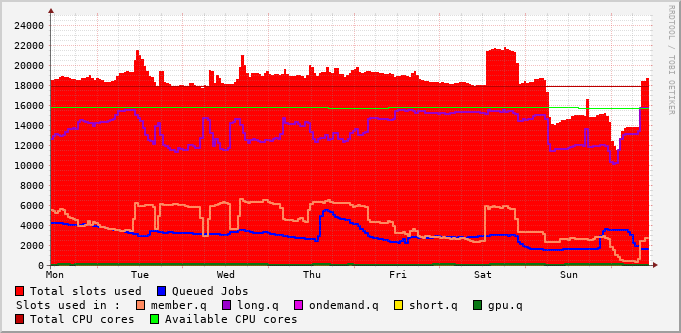 RRDTOOL / TOBI OETIKER
24000
22000
20000
18000
16000
14000
12000
10000
8000
6000
4000
2000
0
Mon Tue Wed Thu Fri Sat Sun
Total slots used Queued Jobs
Slots used in : member.q long.q ondemand.q short.q gpu.q
Total CPU cores Available CPU cores